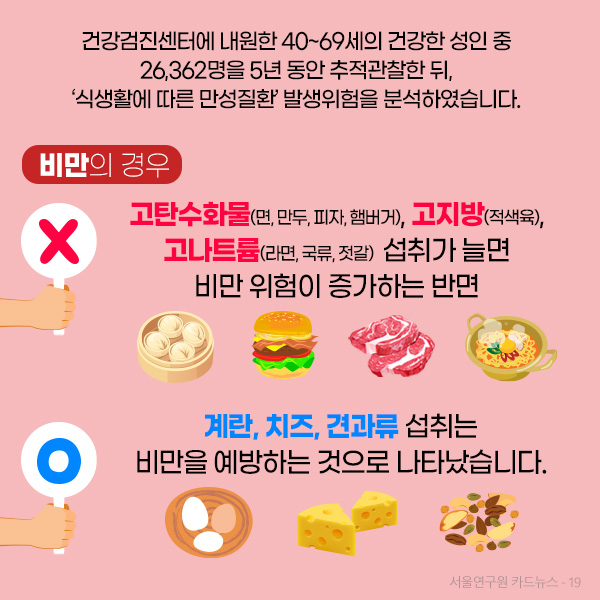 건강검진센터에 내원한 40~69세의 건강한 성인 중
26,362명을 5년 동안 추적관찰한 뒤,
‘식생활에 따른 만성질환’ 발생위험을 분석하였습니다.
비만의 경우
고탄수화물(면, 만두, 피자, 햄버거), 고지방(적색육),
고나트륨(라면, 국류, 젓갈) 섭취가 늘면
비만 위험이 증가하는 반면
계란, 치즈, 견과류 섭취는
비만을 예방하는 것으로 나타났습니다.
서울연구원 카드뉴스 - 19